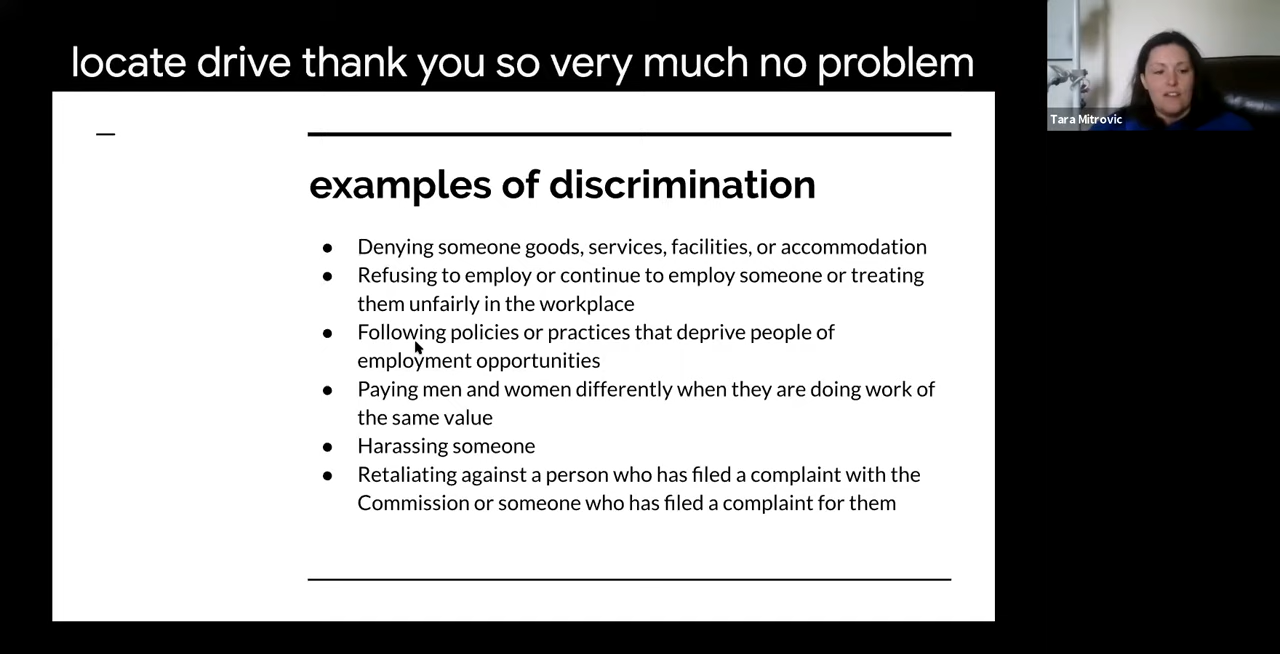 locate drive thank you so very much no problem
Tara Mitrovic
examples of discrimination
● Denying someone goods, services, facilities, or accommodation
● Refusing to employ or continue to employ someone or treating
them unfairly in the workplace
● Following policies or practices that deprive people of
employment opportunities
● Paying men and women differently when they are doing work of
the same value
● Harassing someone
● Retaliating against a person who has filed a complaint with the
Commission or someone who has filed a complaint for them